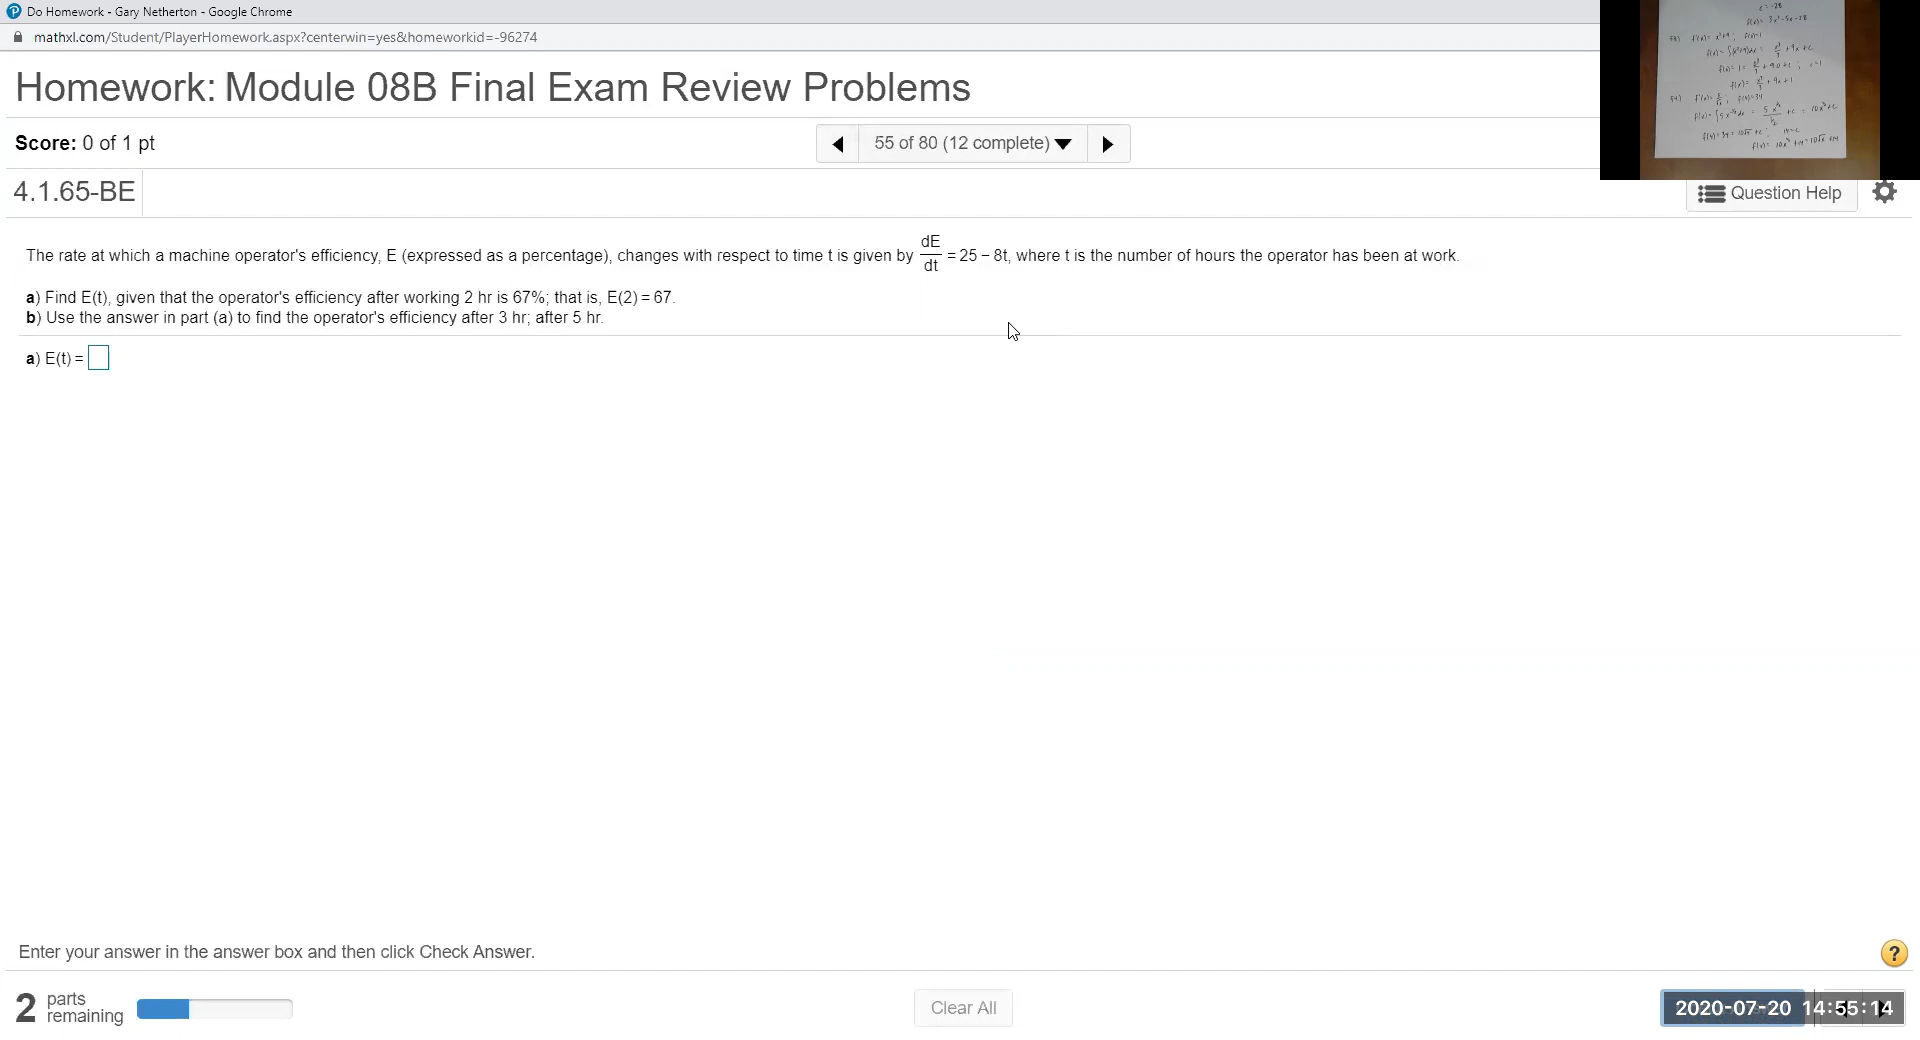 Do Homework - Gary Netherton - Google Chrome
mathxl.com/Student/PlayerHomework.aspx?centerwin=yes&homeworkid=-96274
Homework: Module 08B Final Exam Review Problems
Score: 0 of 1 pt
55 of 80 (12 complete)
4.1.65-BE
Question Help
The rate at which a machine operator's efficiency, E (expressed as a percentage), changes with respect to time t is given by dE/dt = 25 − 8t, where t is the number of hours the operator has been at work.
a) Find E(t), given that the operator's efficiency after working 2 hr is 67%; that is, E(2) = 67.
b) Use the answer in part (a) to find the operator's efficiency after 3 hr; after 5 hr.
a) E(t) =
Enter your answer in the answer box and then click Check Answer.
?
2 parts remaining
Clear All
2020-07-20 14:55:14